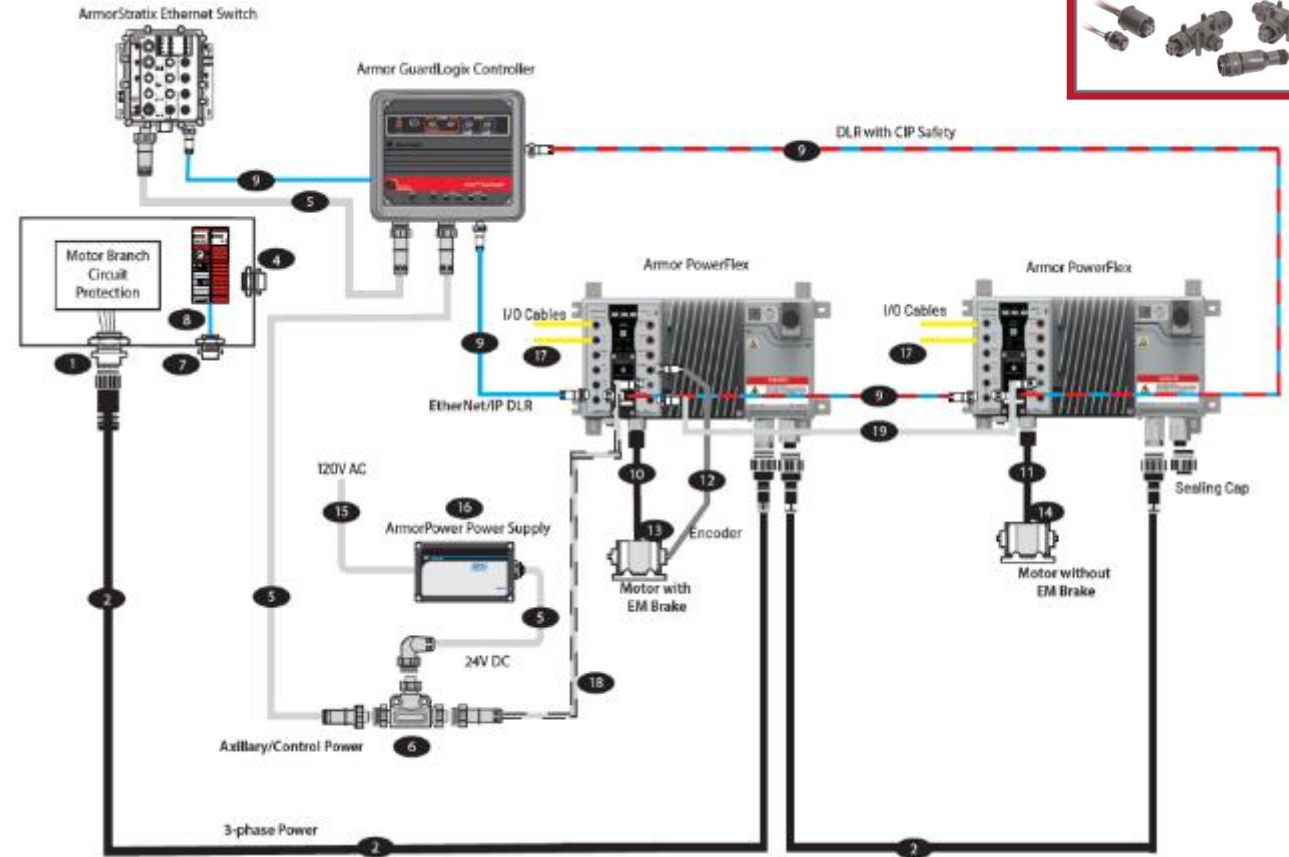 ArmorStratix Ethernet Switch
Armor GuardLogix Controller
DLR with CIP Safety
9
9
5
Motor Branch
Circuit
Protection
4
8
1
7
Armor PowerFlex
Armor PowerFlex
I/O Cables
17
I/O Cables
17
9
EtherNet/IP DLR
9
19
120V AC
15
16
ArmorPower Power Supply
10
12
13
Encoder
Motor with
EM Brake
11
14
Motor without
EM Brake
Sealing Cap
2
5
5
24V DC
18
6
Axillary/Control Power
3-phase Power
2
2